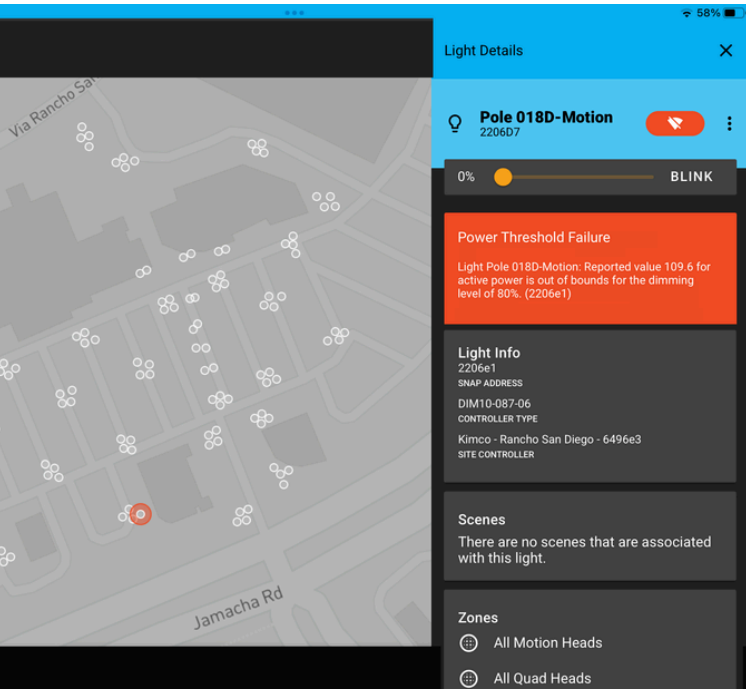 58%
Light Details
Via Rancho Sa
Pole 018D-Motion
2206D7
0%
BLINK
Power Threshold Failure
Light Pole 018D-Motion: Reported value 109.6 for
active power is out of bounds for the dimming
level of 80%. (2206e1)
Light Info
2206e1
SNAP ADDRESS
DIM10-087-06
CONTROLLER TYPE
Kimco - Rancho San Diego - 6496e3
SITE CONTROLLER
Scenes
There are no scenes that are associated
with this light.
Jamacha Rd
Zones
All Motion Heads
All Quad Heads